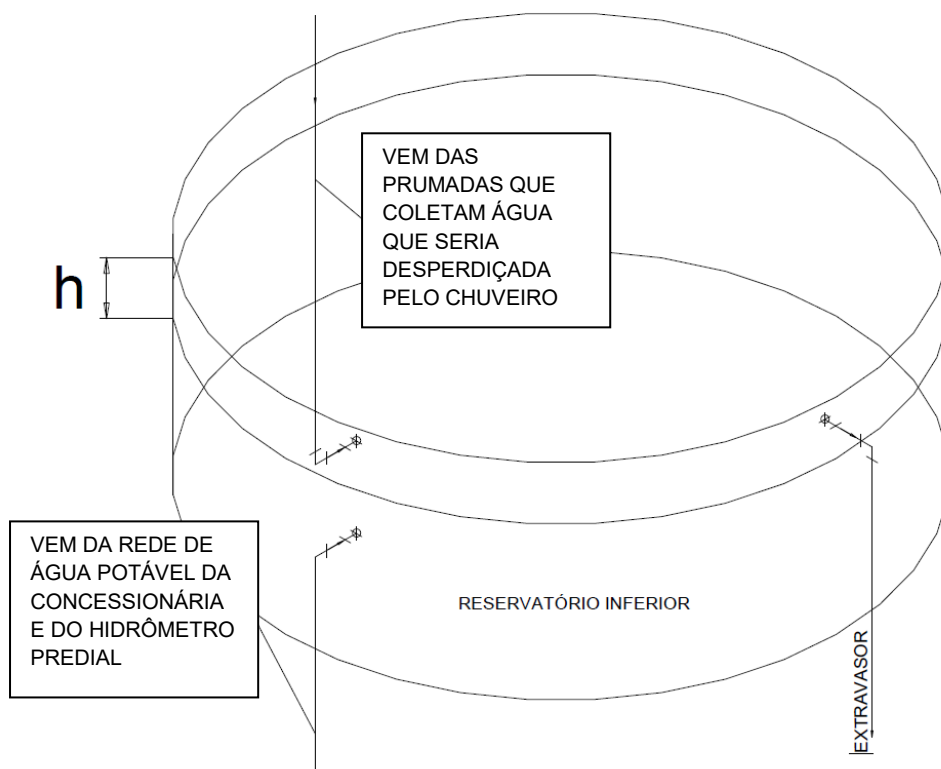 VEM DAS
PRUMADAS QUE
COLETAM ÁGUA
QUE SERIA
DESPERDIÇADA
PELO CHUVEIRO
h
VEM DA REDE DE
ÁGUA POTÁVEL DA
CONCESSIONÁRIA
E DO HIDRÔMETRO
PREDIAL
RESERVATÓRIO INFERIOR
EXTRAVASOR